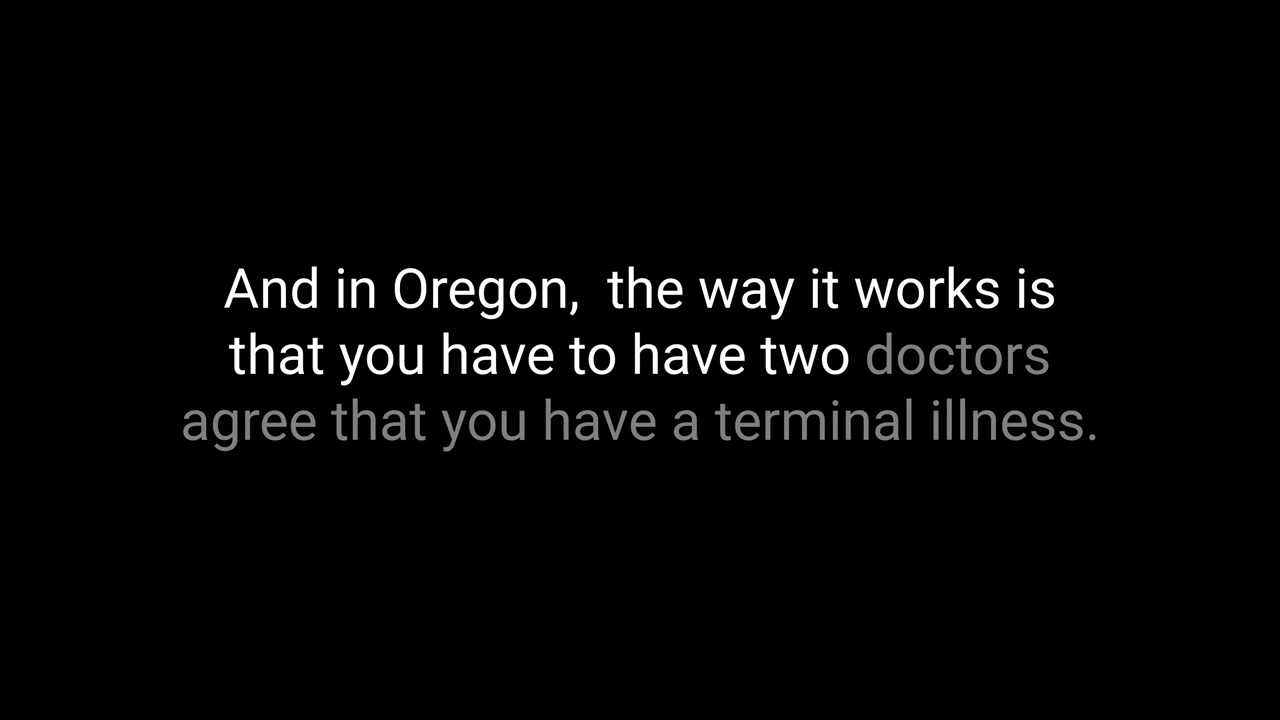 And in Oregon,  the way it works is
that you have to have two doctors
agree that you have a terminal illness.